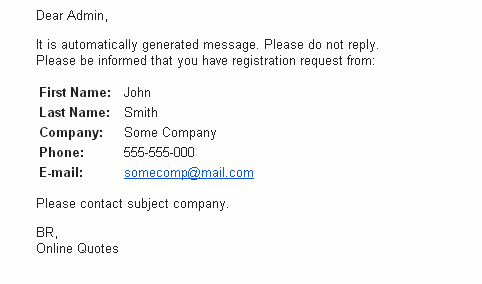 Dear Admin,
It is automatically generated message. Please do not reply.
Please be informed that you have registration request from:
First Name: John
Last Name: Smith
Company: Some Company
Phone: 555-555-000
E-mail: somecomp@mail.com
Please contact subject company.
BR,
Online Quotes